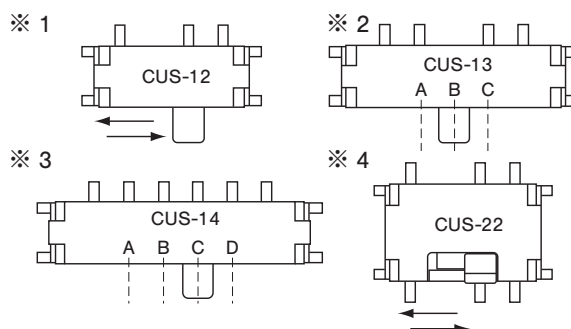 ※ 1
CUS-12
※ 2
CUS-13
A B C
※ 3
CUS-14
A B C D
※ 4
CUS-22